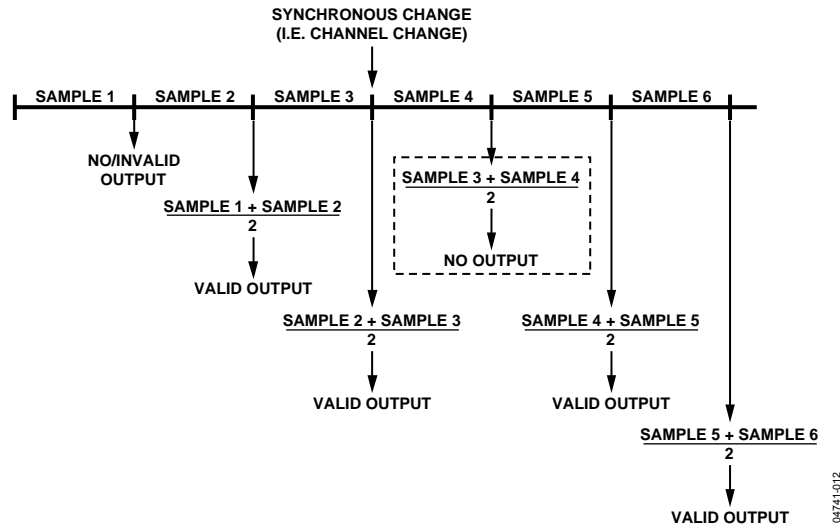 SYNCHRONOUS CHANGE
(I.E. CHANNEL CHANGE)
SAMPLE 1
SAMPLE 2
SAMPLE 3
SAMPLE 4
SAMPLE 5
SAMPLE 6
NO/INVALID
OUTPUT
SAMPLE 1 + SAMPLE 2
2
VALID OUTPUT
SAMPLE 2 + SAMPLE 3
2
VALID OUTPUT
SAMPLE 3 + SAMPLE 4
2
NO OUTPUT
SAMPLE 4 + SAMPLE 5
2
VALID OUTPUT
SAMPLE 5 + SAMPLE 6
2
VALID OUTPUT
04741-012